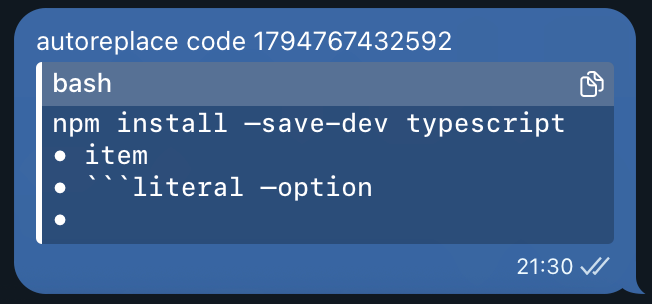 autoreplace code 1794767432592
bash
npm install —save-dev typescript
• item
• ```literal —option
•
21:30